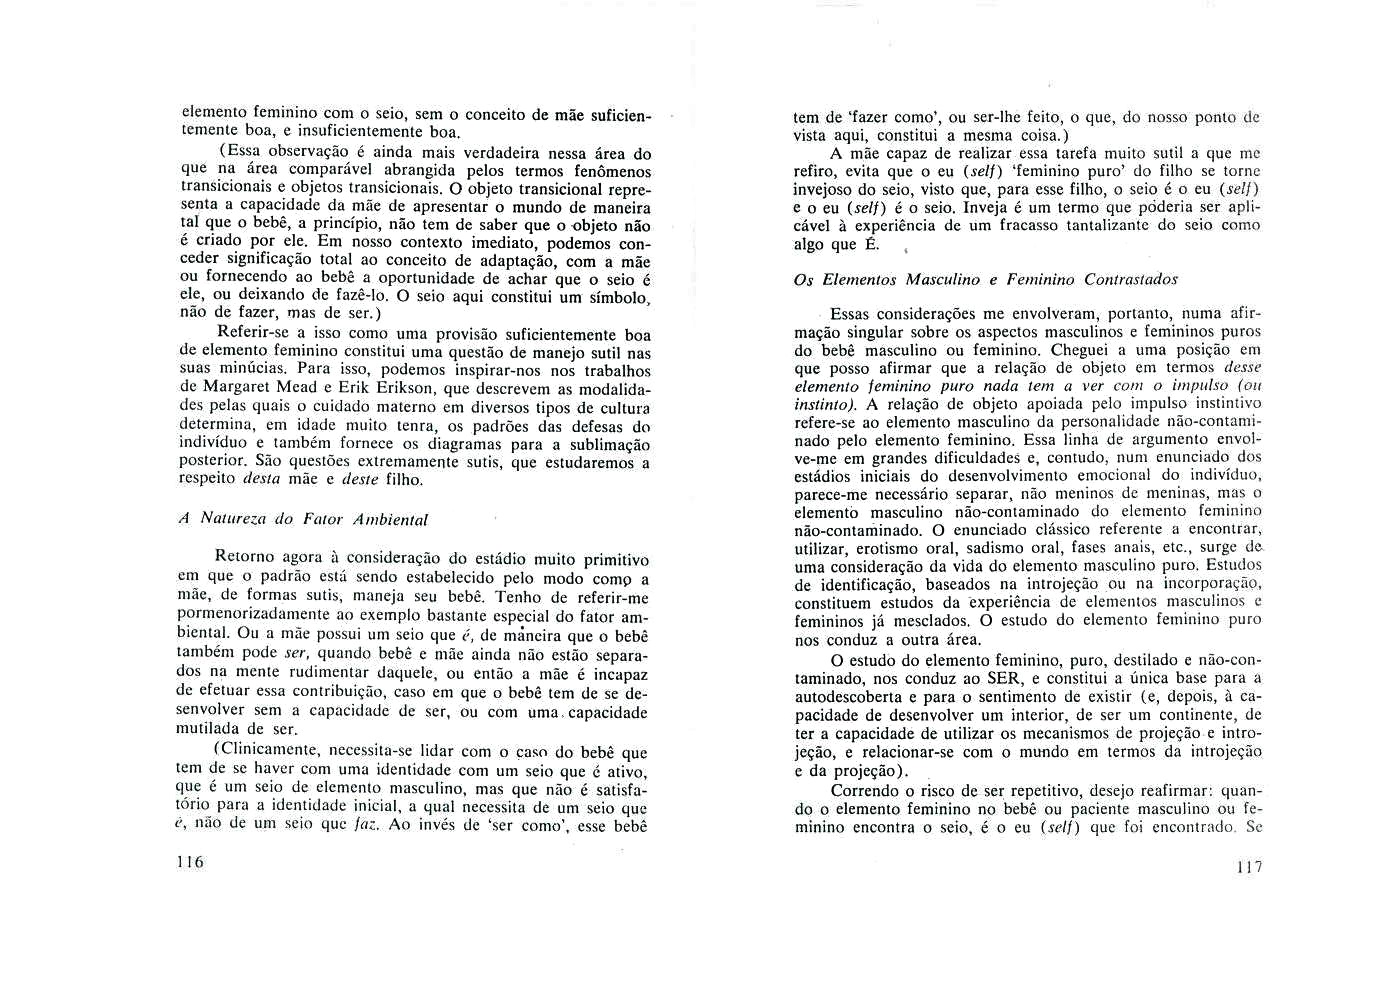 elemento feminino com o seio, sem o conceito de mãe suficien-
temente boa, e insuficientemente boa.
(Essa observação é ainda mais verdadeira nessa área do
que na área comparável abrangida pelos termos fenômenos
transicionais e objetos transicionais. O objeto transicional repre-
senta a capacidade da mãe de apresentar o mundo de maneira
tal que o bebê, a princípio, não tem de saber que o objeto não
é criado por ele. Em nosso contexto imediato, podemos con-
ceder significação total ao conceito de adaptação, com a mãe
ou fornecendo ao bebê a oportunidade de achar que o seio é
ele, ou deixando de fazê-lo. O seio aqui constitui um símbolo,
não de fazer, mas de ser.)
Referir-se a isso como uma provisão suficientemente boa
de elemento feminino constitui uma questão de manejo sutil nas
suas minúcias. Para isso, podemos inspirar-nos nos trabalhos
de Margaret Mead e Erik Erikson, que descrevem as modalida-
des pelas quais o cuidado materno em diversos tipos de cultura
determina, em idade muito tenra, os padrões das defesas do
indivíduo e também fornece os diagramas para a sublimação
posterior. São questões extremamente sutis, que estudaremos a
respeito desta mãe e deste filho.
A Natureza do Fator Ambiental
Retorno agora à consideração do estádio muito primitivo
em que o padrão está sendo estabelecido pelo modo como a
mãe, de formas sutis, maneja seu bebê. Tenho de referir-me
pormenorizadamente ao exemplo bastante especial do fator am-
biental. Ou a mãe possui um seio que é, de maneira que o bebê
também pode ser, quando bebê e mãe ainda não estão separa-
dos na mente rudimentar daquele, ou então a mãe é incapaz
de efetuar essa contribuição, caso em que o bebê tem de se de-
senvolver sem a capacidade de ser, ou com uma capacidade
mutilada de ser.
(Clinicamente, necessita-se lidar com o caso do bebê que
tem de se haver com uma identidade com um seio que é ativo,
que é um seio de elemento masculino, mas que não é satisfa-
tório para a identidade inicial, a qual necessita de um seio que
é, não de um seio que faz. Ao invés de ‘ser como’, esse bebê
116
tem de ‘fazer como’, ou ser-lhe feito, o que, do nosso ponto de
vista aqui, constitui a mesma coisa.)
A mãe capaz de realizar essa tarefa muito sutil a que me
refiro, evita que o eu (self) ‘feminino puro’ do filho se torne
invejoso do seio, visto que, para esse filho, o seio é o eu (self)
e o eu (self) é o seio. Inveja é um termo que poderia ser apli-
cável à experiência de um fracasso tantalizante do seio como
algo que É.
Os Elementos Masculino e Feminino Contrastados
Essas considerações me envolveram, portanto, numa afir-
mação singular sobre os aspectos masculinos e femininos puros
do bebê masculino ou feminino. Cheguei a uma posição em
que posso afirmar que a relação de objeto em termos desse
elemento feminino puro nada tem a ver com o impulso (ou
instinto). A relação de objeto apoiada pelo impulso instintivo
refere-se ao elemento masculino da personalidade não-contami-
nado pelo elemento feminino. Essa linha de argumento envol-
ve-me em grandes dificuldades e, contudo, num enunciado dos
estádios iniciais do desenvolvimento emocional do indivíduo,
parece-me necessário separar, não meninos de meninas, mas o
elemento masculino não-contaminado do elemento feminino
não-contaminado. O enunciado clássico referente a encontrar,
utilizar, erotismo oral, sadismo oral, fases anais, etc., surge de
uma consideração da vida do elemento masculino puro. Estudos
de identificação, baseados na introjeção ou na incorporação,
constituem estudos da experiência de elementos masculinos e
femininos já mesclados. O estudo do elemento feminino puro
nos conduz a outra área.
O estudo do elemento feminino, puro, destilado e não-con-
taminado, nos conduz ao SER, e constitui a única base para a
autodescoberta e para o sentimento de existir (e, depois, à ca-
pacidade de desenvolver um interior, de ser um continente, de
ter a capacidade de utilizar os mecanismos de projeção e intro-
jeção, e relacionar-se com o mundo em termos da introjeção
e da projeção).
Correndo o risco de ser repetitivo, desejo reafirmar: quan-
do o elemento feminino no bebê ou paciente masculino ou fe-
minino encontra o seio, é o eu (self) que foi encontrado. Se
117